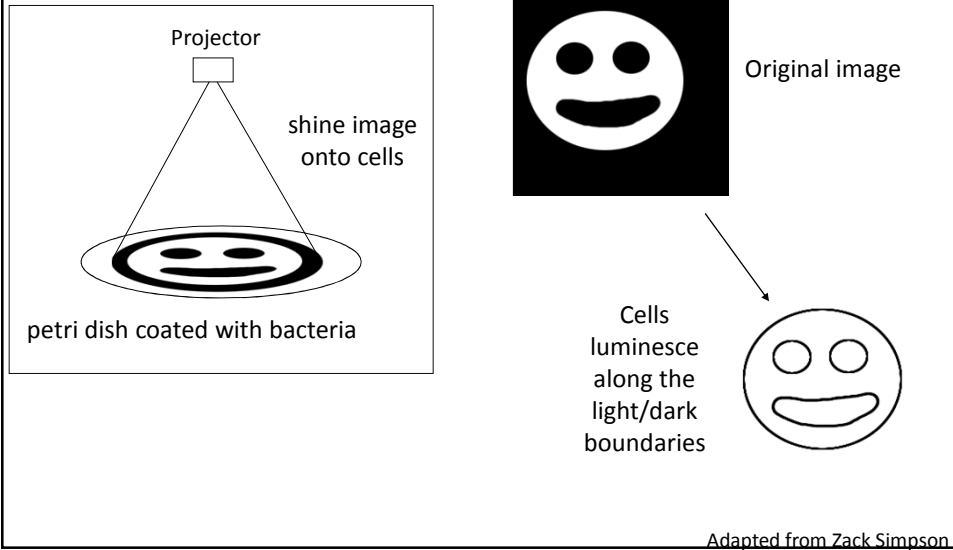 Projector
shine image
onto cells
petri dish coated with bacteria
Original image
Cells
luminesce
along the
light/dark
boundaries
Adapted from Zack Simpson